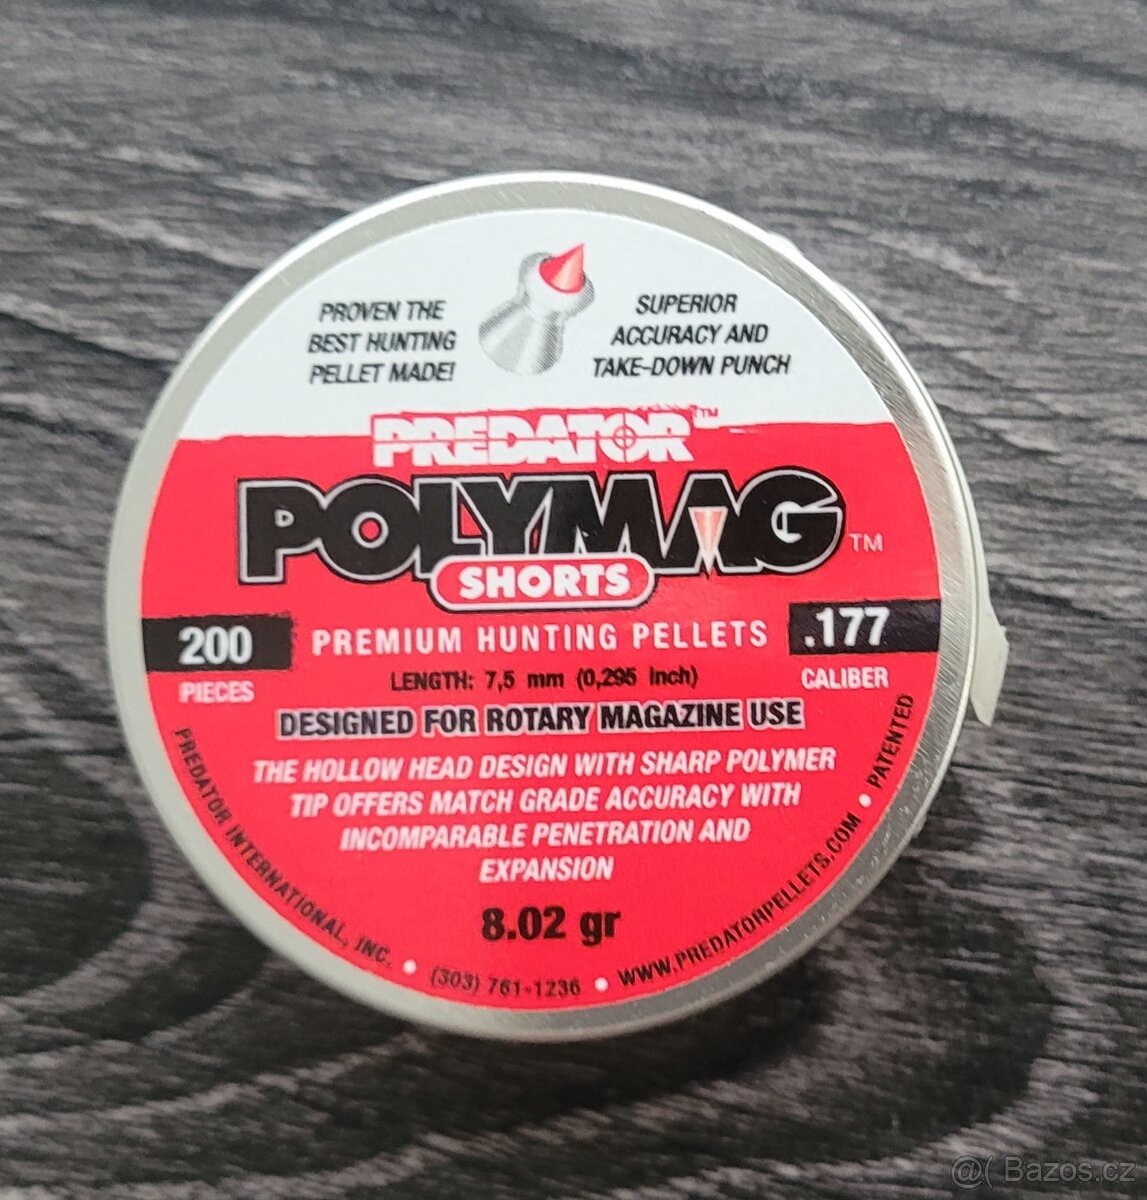 PROVEN THE
BEST HUNTING
PELLET MADE!
SUPERIOR
ACCURACY AND
TAKE-DOWN PUNCH
PREDATOR™
POLYMAG™
SHORTS
200
PIECES
PREMIUM HUNTING PELLETS
.177
CALIBER
LENGTH: 7,5 mm (0,295 Inch)
DESIGNED FOR ROTARY MAGAZINE USE
THE HOLLOW HEAD DESIGN WITH SHARP POLYMER
TIP OFFERS MATCH GRADE ACCURACY WITH
INCOMPARABLE PENETRATION AND
EXPANSION
8.02 gr
PREDATOR INTERNATIONAL, INC. • (303) 761-1236 • WWW.PREDATORPELLETS.COM • PATENTED
@( Bazos.cz